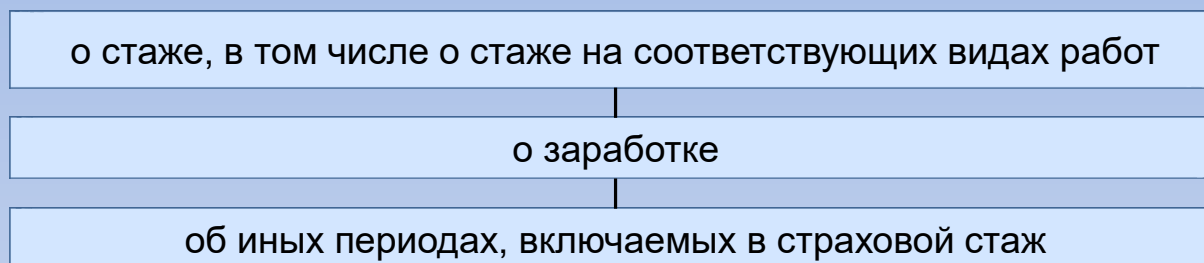 о стаже, в том числе о стаже на соответствующих видах работ
о заработке
об иных периодах, включаемых в страховой стаж